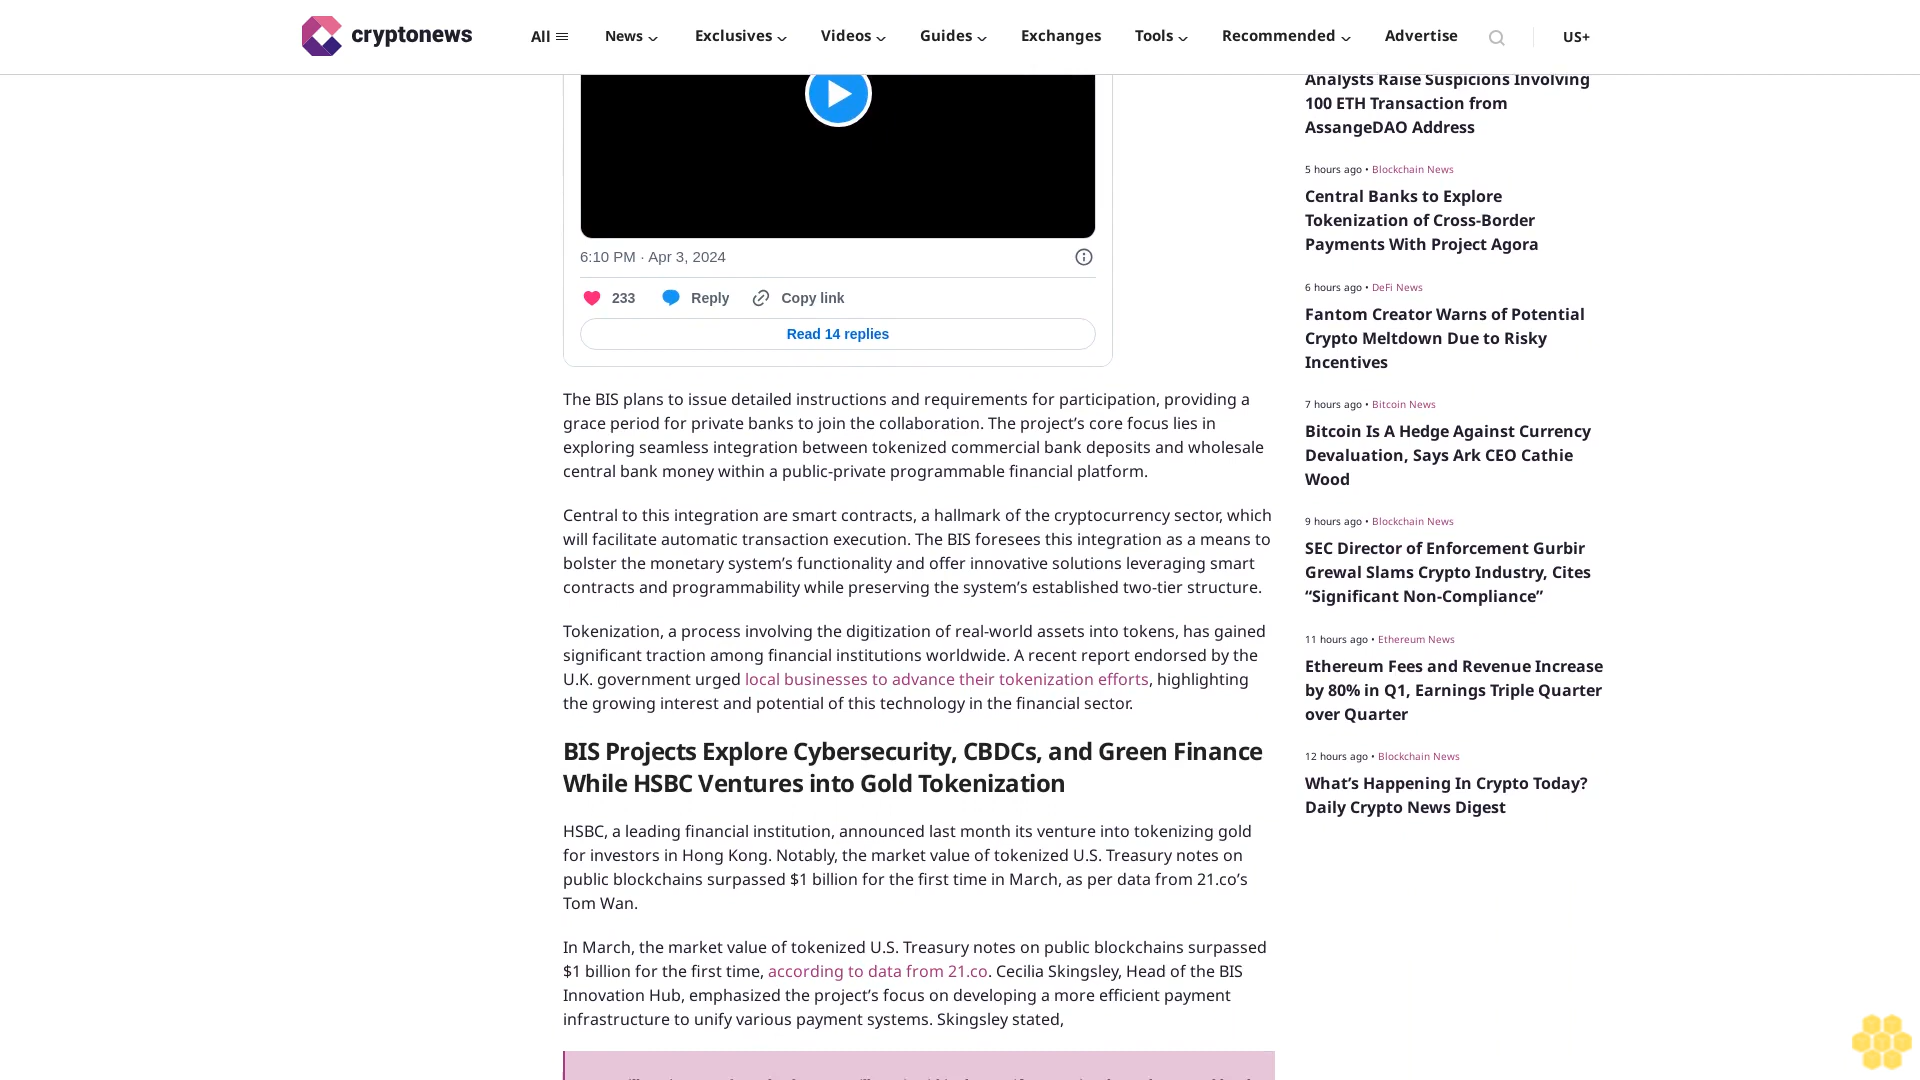 cryptonews
All
News
Exclusives
Videos
Guides
Exchanges
Tools
Recommended
Advertise
US+
6:10 PM · Apr 3, 2024
233
Reply
Copy link
Read 14 replies
The BIS plans to issue detailed instructions and requirements for participation, providing a
grace period for private banks to join the collaboration. The project’s core focus lies in
exploring seamless integration between tokenized commercial bank deposits and wholesale
central bank money within a public-private programmable financial platform.
Central to this integration are smart contracts, a hallmark of the cryptocurrency sector, which
will facilitate automatic transaction execution. The BIS foresees this integration as a means to
bolster the monetary system’s functionality and offer innovative solutions leveraging smart
contracts and programmability while preserving the system’s established two-tier structure.
Tokenization, a process involving the digitization of real-world assets into tokens, has gained
significant traction among financial institutions worldwide. A recent report endorsed by the
U.K. government urged local businesses to advance their tokenization efforts, highlighting
the growing interest and potential of this technology in the financial sector.
BIS Projects Explore Cybersecurity, CBDCs, and Green Finance
While HSBC Ventures into Gold Tokenization
HSBC, a leading financial institution, announced last month its venture into tokenizing gold
for investors in Hong Kong. Notably, the market value of tokenized U.S. Treasury notes on
public blockchains surpassed $1 billion for the first time in March, as per data from 21.co’s
Tom Wan.
In March, the market value of tokenized U.S. Treasury notes on public blockchains surpassed
$1 billion for the first time, according to data from 21.co. Cecilia Skingsley, Head of the BIS
Innovation Hub, emphasized the project’s focus on developing a more efficient payment
infrastructure to unify various payment systems. Skingsley stated,
Analysts Raise Suspicions Involving
100 ETH Transaction from
AssangeDAO Address
5 hours ago • Blockchain News
Central Banks to Explore
Tokenization of Cross-Border
Payments With Project Agora
6 hours ago • DeFi News
Fantom Creator Warns of Potential
Crypto Meltdown Due to Risky
Incentives
7 hours ago • Bitcoin News
Bitcoin Is A Hedge Against Currency
Devaluation, Says Ark CEO Cathie
Wood
9 hours ago • Blockchain News
SEC Director of Enforcement Gurbir
Grewal Slams Crypto Industry, Cites
“Significant Non-Compliance”
11 hours ago • Ethereum News
Ethereum Fees and Revenue Increase
by 80% in Q1, Earnings Triple Quarter
over Quarter
12 hours ago • Blockchain News
What’s Happening In Crypto Today?
Daily Crypto News Digest